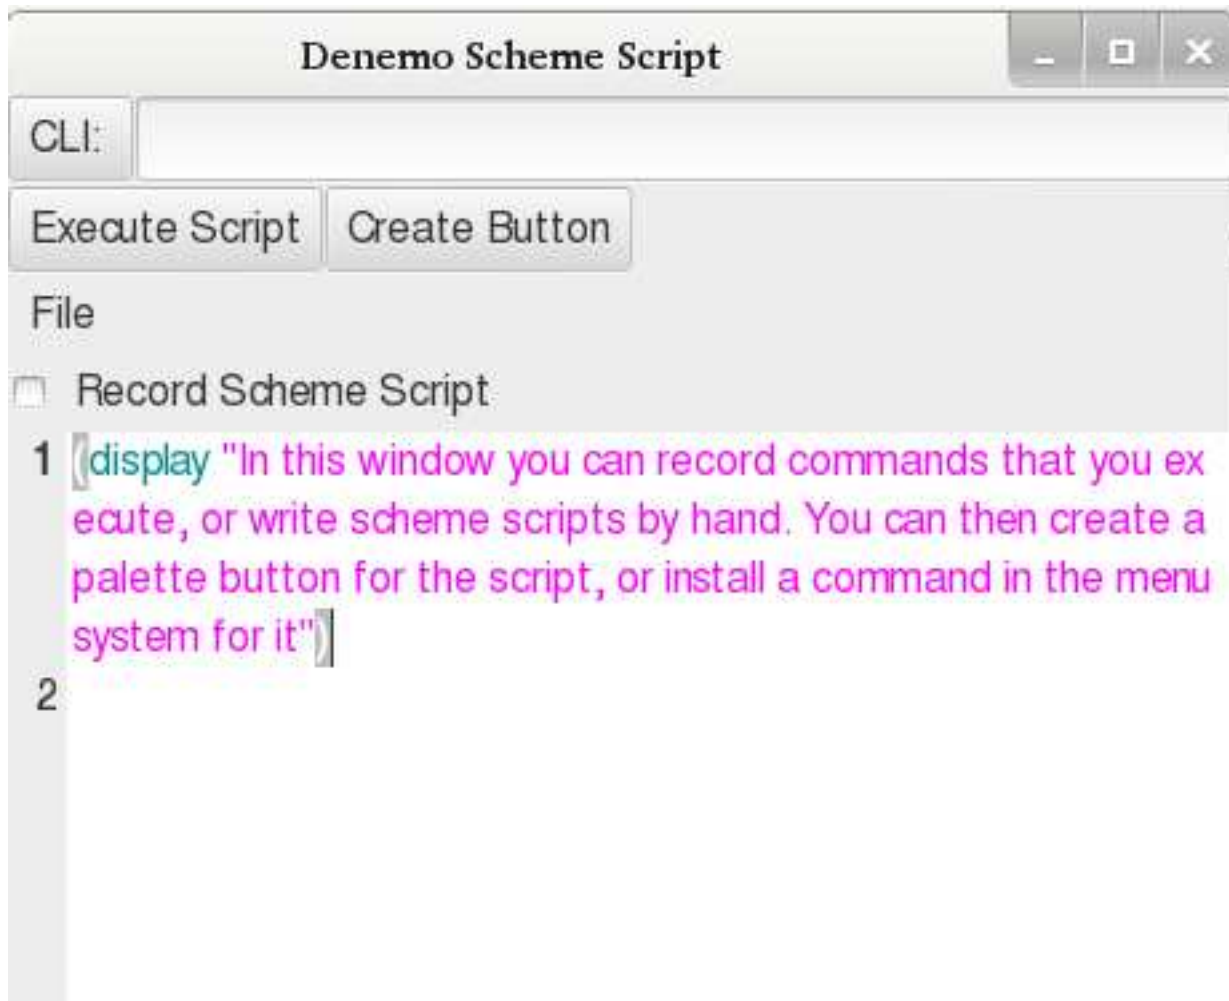 Denemo Scheme Script
CLI:
Execute Script Create Button
File
Record Scheme Script
1 (display "In this window you can record commands that you ex
ecute, or write scheme scripts by hand. You can then create a
palette button for the script, or install a command in the menu
system for it")
2